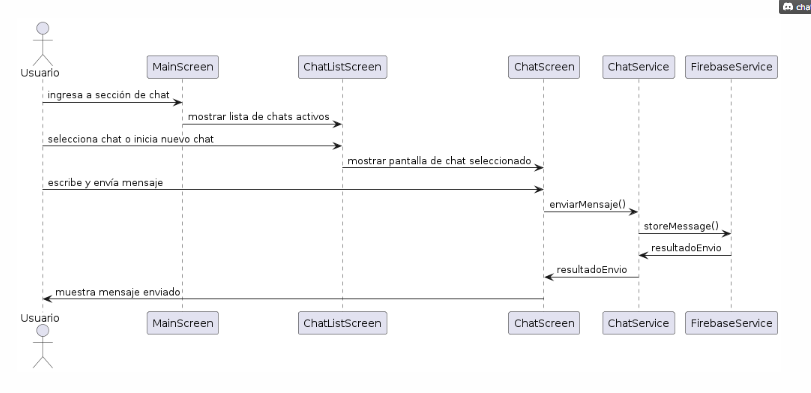 chat
Usuario
MainScreen
ChatListScreen
ChatScreen
ChatService
FirebaseService
ingresa a sección de chat
mostrar lista de chats activos
selecciona chat o inicia nuevo chat
mostrar pantalla de chat seleccionado
escribe y envía mensaje
enviarMensaje()
storeMessage()
resultadoEnvio
resultadoEnvio
muestra mensaje enviado
Usuario
MainScreen
ChatListScreen
ChatScreen
ChatService
FirebaseService